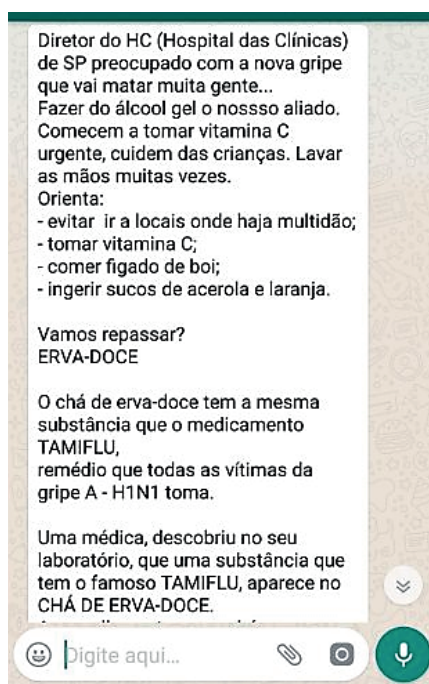 Diretor do HC (Hospital das Clínicas)
de SP preocupado com a nova gripe
que vai matar muita gente...
Fazer do álcool gel o nossso aliado.
Comecem a tomar vitamina C
urgente, cuidem das crianças. Lavar
as mãos muitas vezes.
Orienta:
- evitar ir a locais onde haja multidão;
- tomar vitamina C;
- comer figado de boi;
- ingerir sucos de acerola e laranja.
Vamos repassar?
ERVA-DOCE
O chá de erva-doce tem a mesma
substância que o medicamento
TAMIFLU,
remédio que todas as vítimas da
gripe A - H1N1 toma.
Uma médica, descobriu no seu
laboratório, que uma substância que
tem o famoso TAMIFLU, aparece no
CHÁ DE ERVA-DOCE.
Digite aqui...